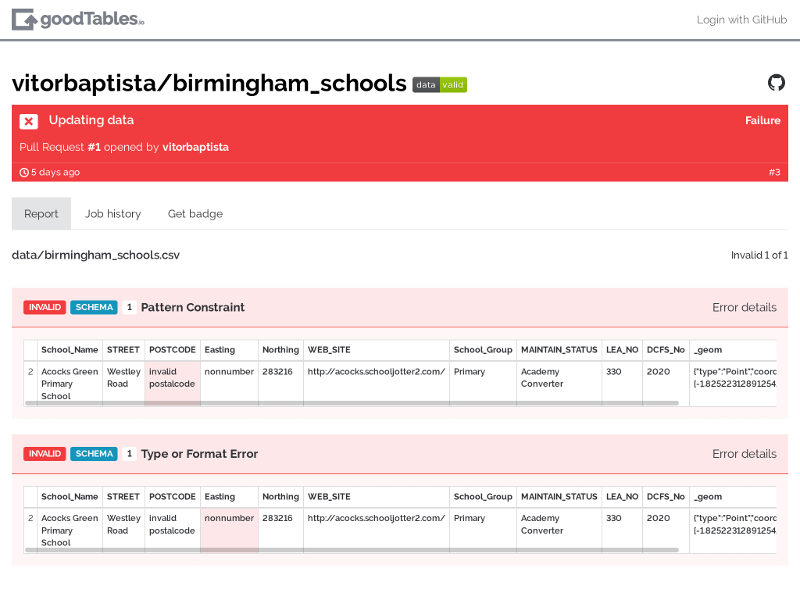 goodTables.io
Login with GitHub
vitorbaptista/birmingham_schools data valid
Updating data
Failure
Pull Request #1 opened by vitorbaptista
5 days ago
#3
Report Job history Get badge
data/birmingham_schools.csv
Invalid 1 of 1
INVALID SCHEMA 1 Pattern Constraint
Error details
School_Name STREET POSTCODE Easting Northing WEB_SITE School_Group MAINTAIN_STATUS LEA_NO DCFS_No _geom
2 Acocks Green Westley invalid nonnumber 283216 http://acocks.schooljotter2.com/ Primary Academy 330 2020 {"type":"Point","coord
Primary Road postalcode Converter [-1.825223128912544
School
INVALID SCHEMA 1 Type or Format Error
Error details
School_Name STREET POSTCODE Easting Northing WEB_SITE School_Group MAINTAIN_STATUS LEA_NO DCFS_No _geom
2 Acocks Green Westley invalid nonnumber 283216 http://acocks.schooljotter2.com/ Primary Academy 330 2020 {"type":"Point","coord
Primary Road postalcode Converter [-1.825223128912544
School